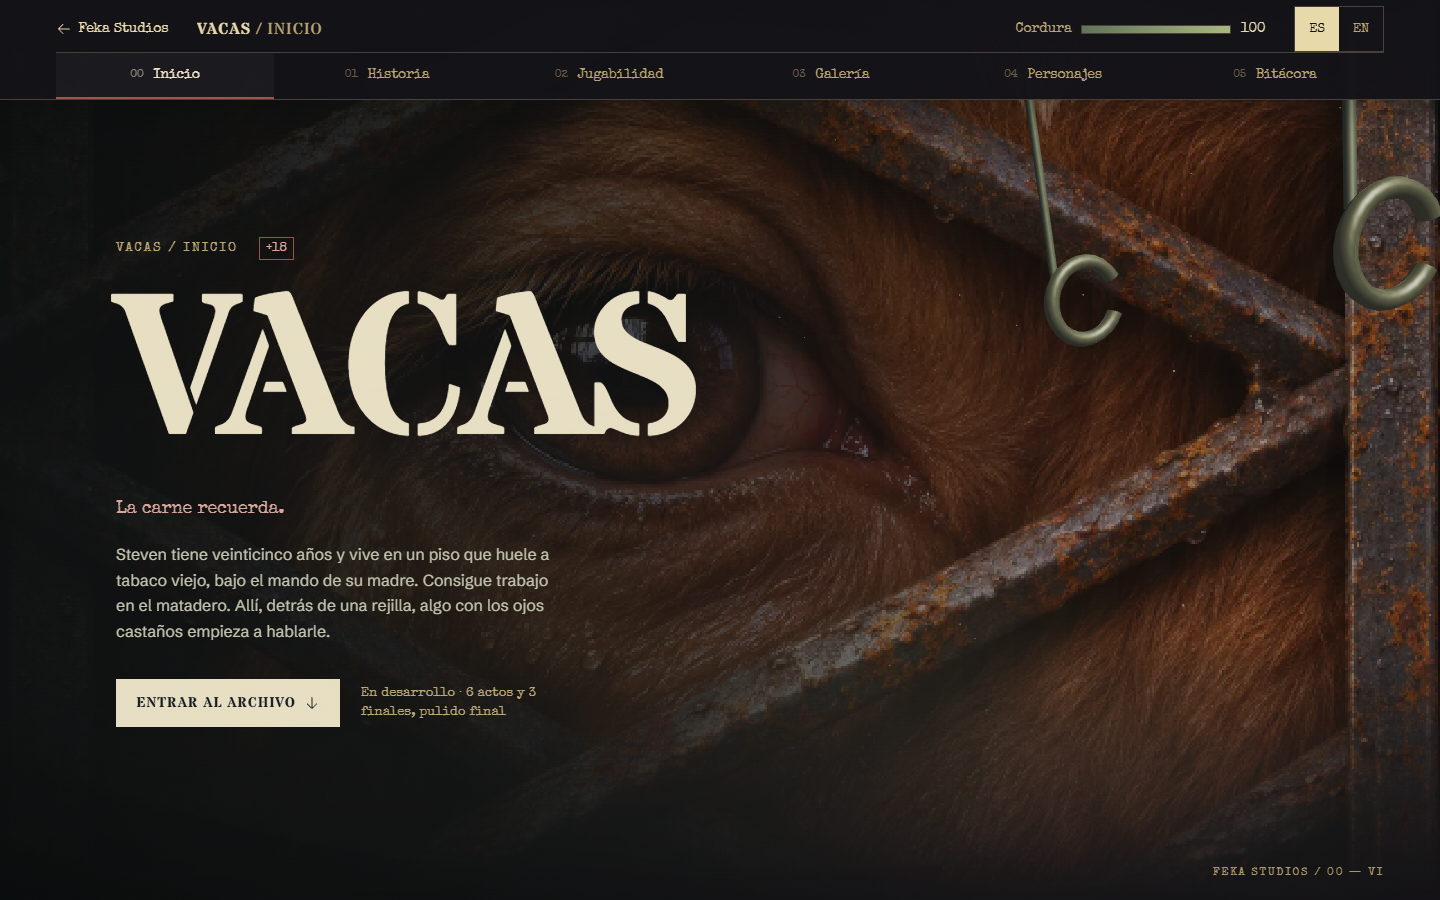 ← Feka Studios
VACAS / INICIO
Cordura 100
ES EN
00 Inicio
01 Historia
02 Jugabilidad
03 Galería
04 Personajes
05 Bitácora
VACAS / INICIO +18
VACAS
La carne recuerda.
Steven tiene veinticinco años y vive en un piso que huele a
tabaco viejo, bajo el mando de su madre. Consigue trabajo
en el matadero. Allí, detrás de una rejilla, algo con los ojos
castaños empieza a hablarle.
ENTRAR AL ARCHIVO ↓
En desarrollo · 6 actos y 3
finales, pulido final
FEKA STUDIOS / 00 — VI